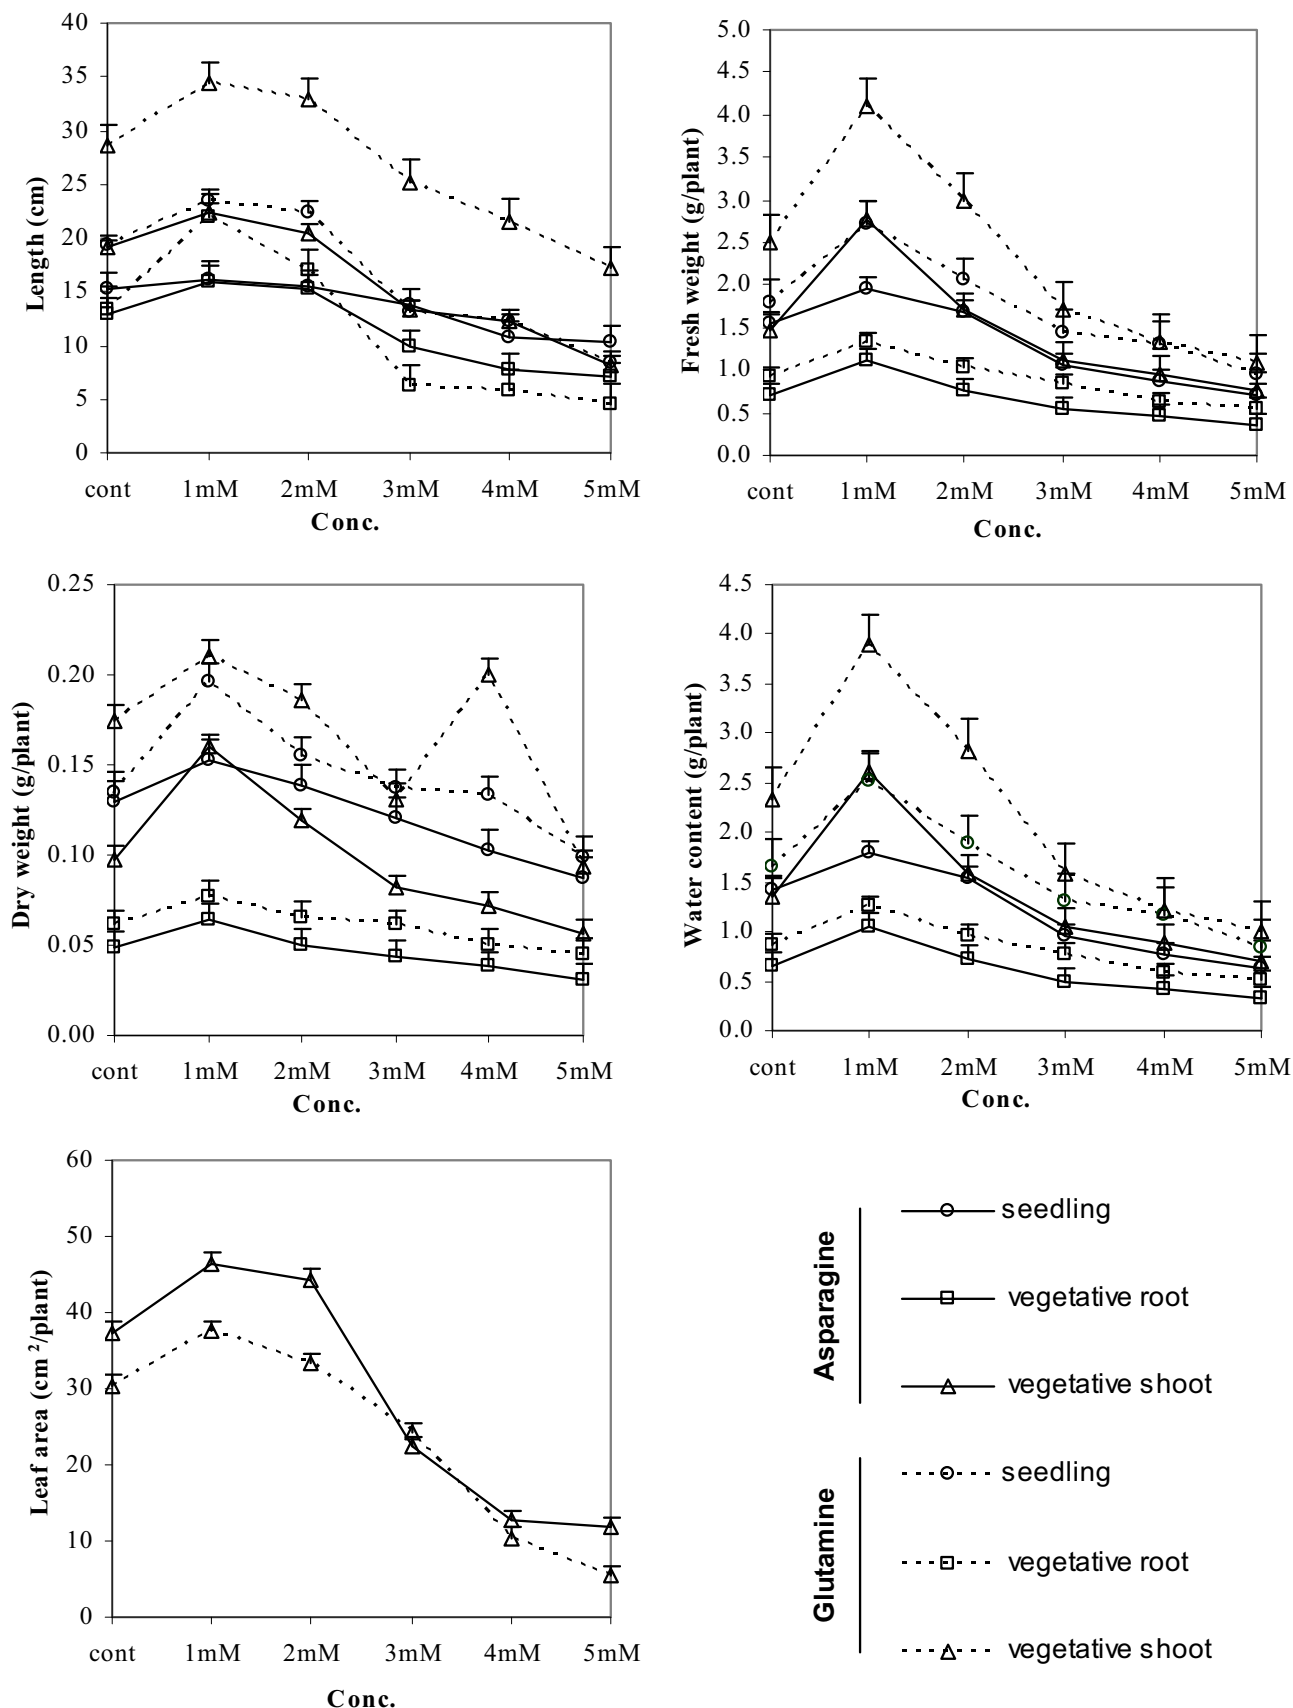 40
35
30
25
20
15
10
5
0
Length (cm)
cont 1mM 2mM 3mM 4mM 5mM
Conc.
5.0
4.5
4.0
3.5
3.0
2.5
2.0
1.5
1.0
0.5
0.0
Fresh weight (g/plant)
cont 1mM 2mM 3mM 4mM 5mM
Conc.
0.25
0.20
0.15
0.10
0.05
0.00
Dry weight (g/plant)
cont 1mM 2mM 3mM 4mM 5mM
Conc.
4.5
4.0
3.5
3.0
2.5
2.0
1.5
1.0
0.5
0.0
Water content (g/plant)
cont 1mM 2mM 3mM 4mM 5mM
Conc.
60
50
40
30
20
10
0
Leaf area (cm ²/plant)
cont 1mM 2mM 3mM 4mM 5mM
Conc.
Asparagine
seedling
vegetative root
vegetative shoot
Glutamine
seedling
vegetative root
vegetative shoot